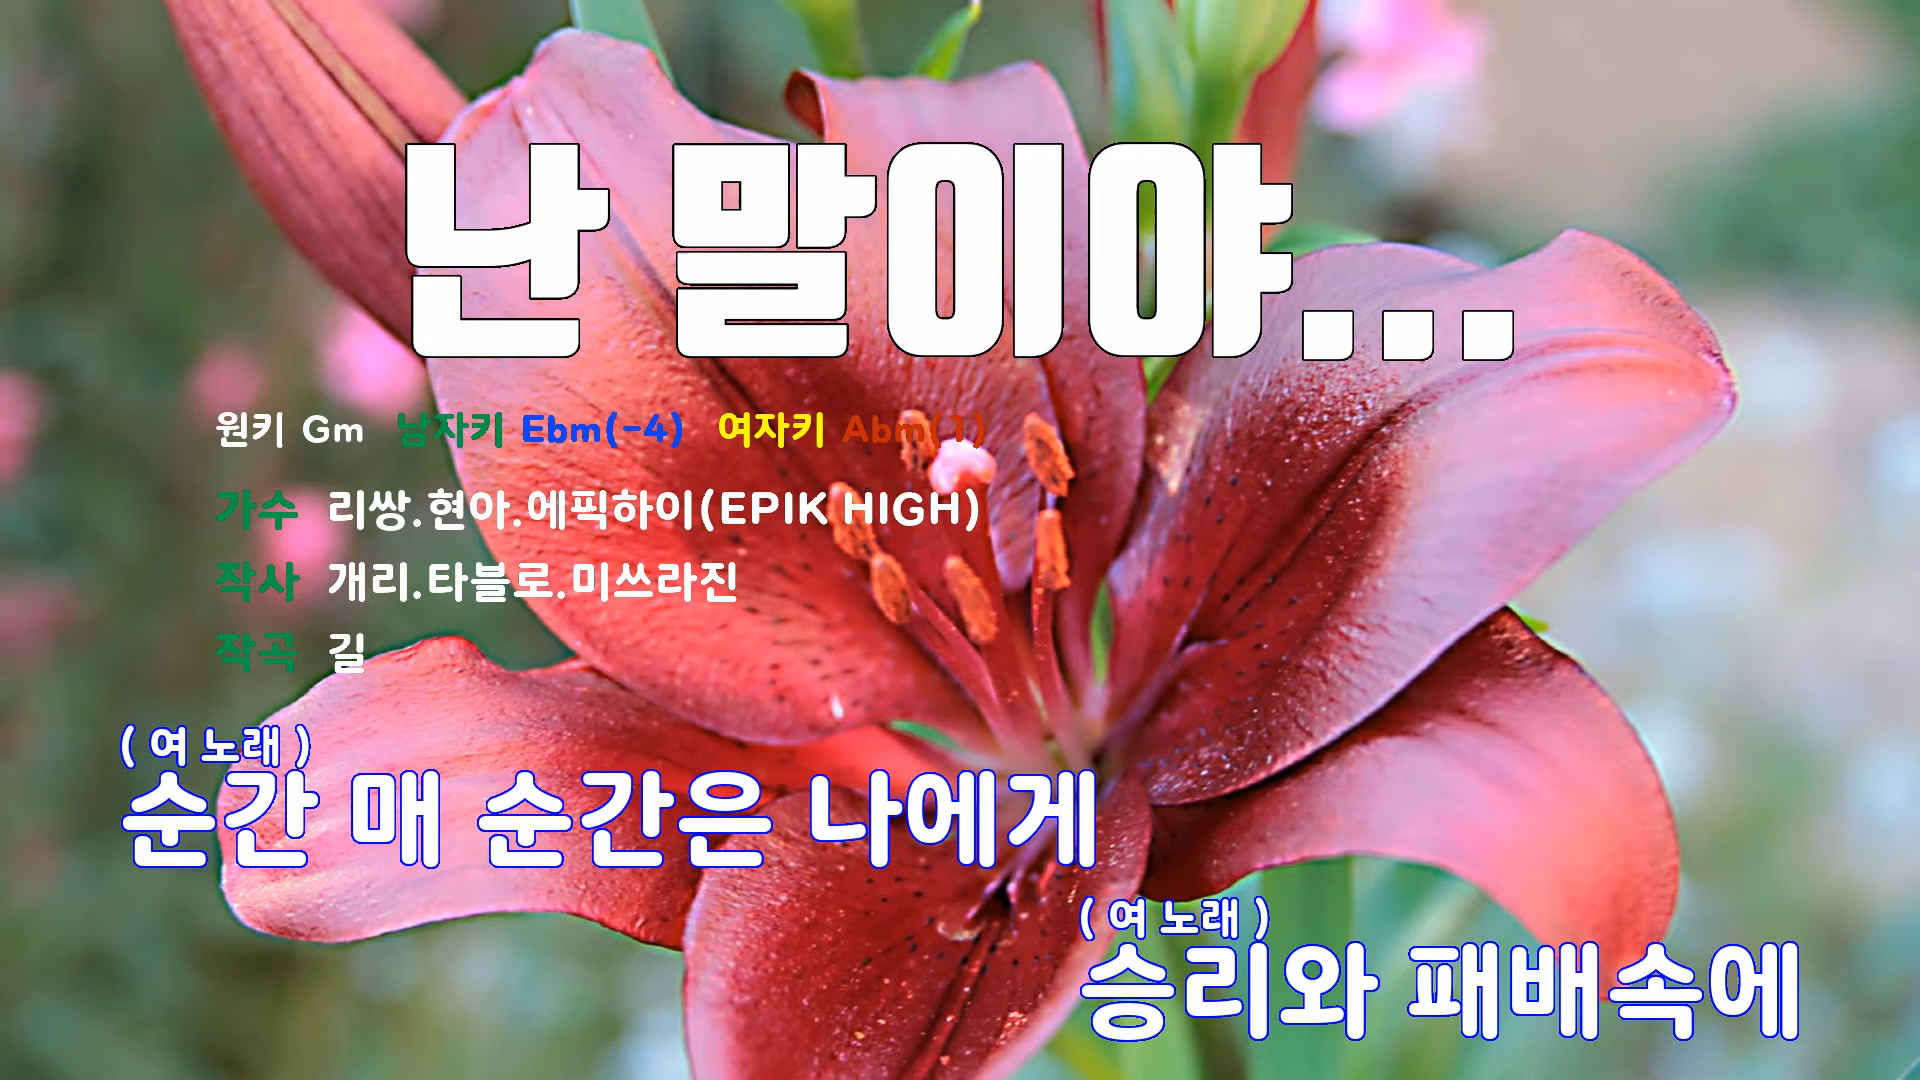 난 말이야...
원키 Gm 남자키 Ebm(-4) 여자키 Abm(1)
가수 리쌍.현아.에픽하이(EPIK HIGH)
작사 개리.타블로.미쓰라진
작곡 길
( 여 노래 )
순간 매 순간은 나에게
( 여 노래 )
승리와 패배속에